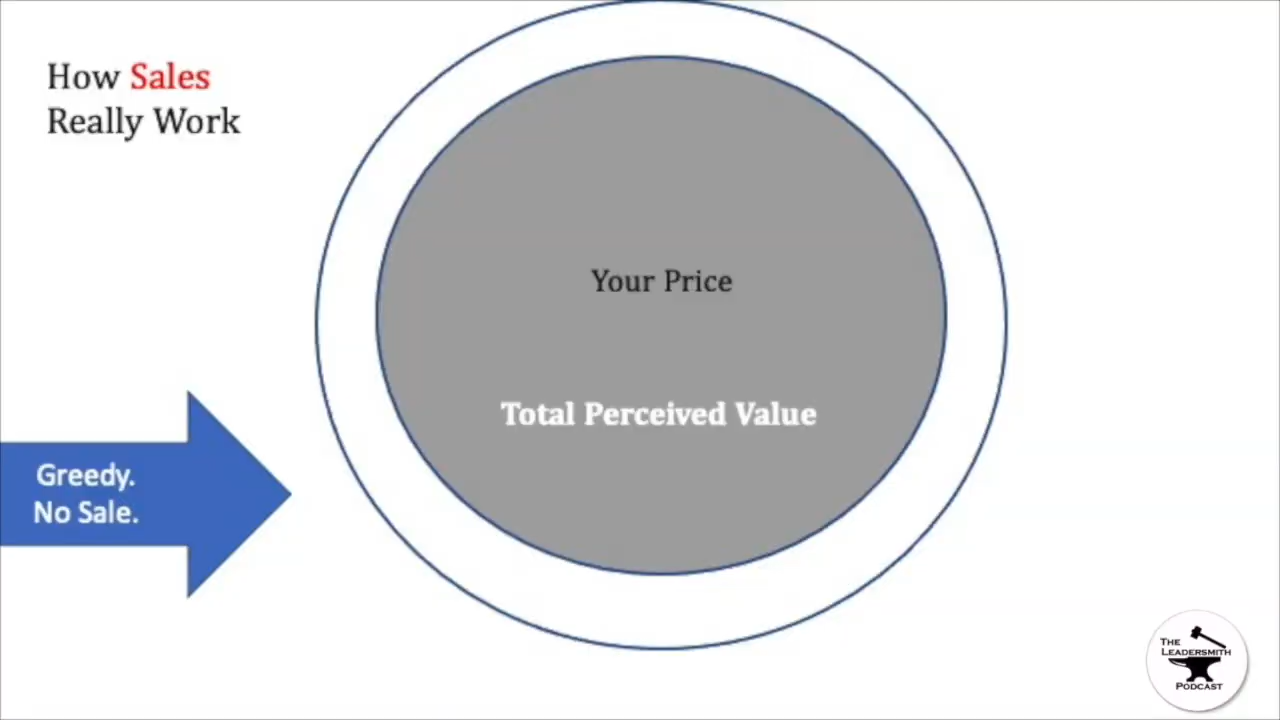 How Sales
Really Work
Your Price
Total Perceived Value
Greedy.
No Sale.
THE
LEADERSMITH
PODCAST